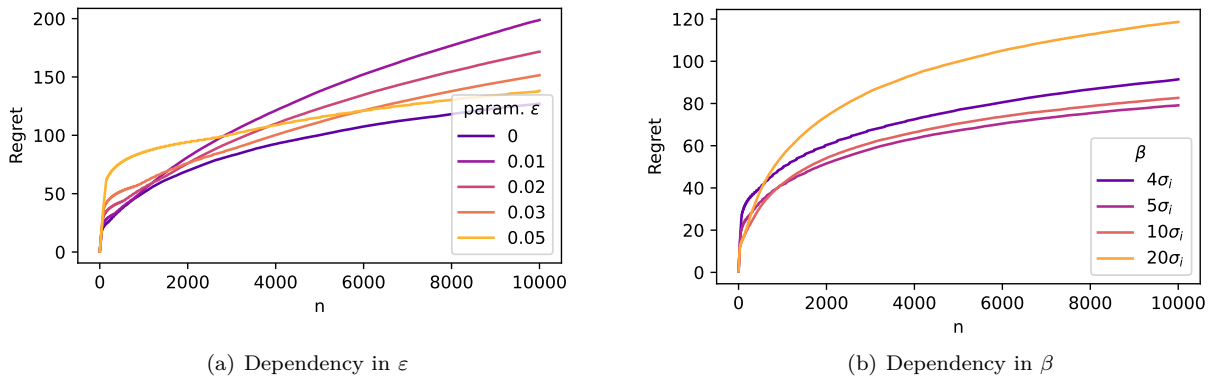 200
150
100
50
0
Regret
param. ε
0
0.01
0.02
0.03
0.05
0
2000
4000
6000
8000
10000
n
(a) Dependency in ε
120
100
80
60
40
20
0
Regret
β
4σᵢ
5σᵢ
10σᵢ
20σᵢ
0
2000
4000
6000
8000
10000
n
(b) Dependency in β